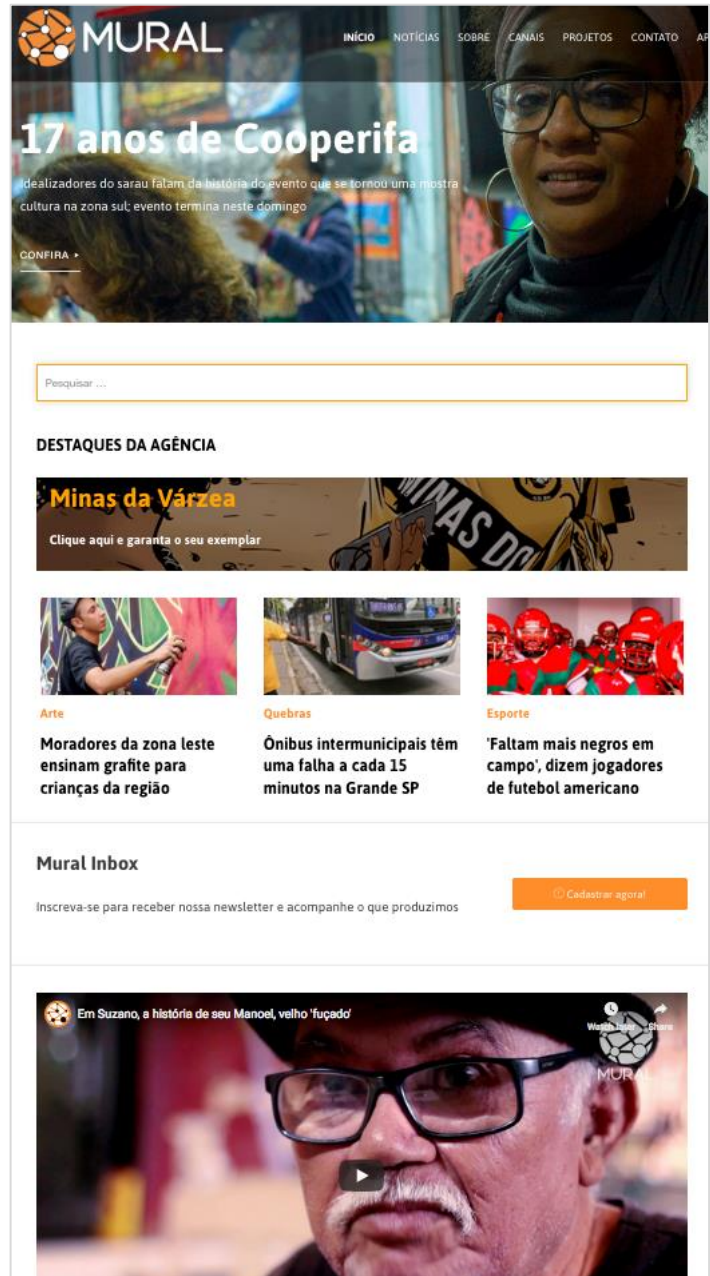 MURAL
INÍCIO NOTÍCIAS SOBRE CANAIS PROJETOS CONTATO
17 anos de Cooperifa
Idealizadores do sarau falam da história do evento que se tornou uma mostra
cultura na zona sul; evento termina neste domingo
CONFIRA
Pesquisar ...
DESTAQUES DA AGÊNCIA
Minas da Várzea
Clique aqui e garanta o seu exemplar
MINAS DO
Arte
Moradores da zona leste
ensinam grafite para
crianças da região
Quebras
Ônibus intermunicipais têm
uma falha a cada 15
minutos na Grande SP
Esporte
'Faltam mais negros em
campo', dizem jogadores
de futebol americano
Mural Inbox
Inscreva-se para receber nossa newsletter e acompanhe o que produzimos
Cadastrar agora!
Em Suzano, a história de seu Manoel, velho 'fuçado'
Watch later Share
MURAL